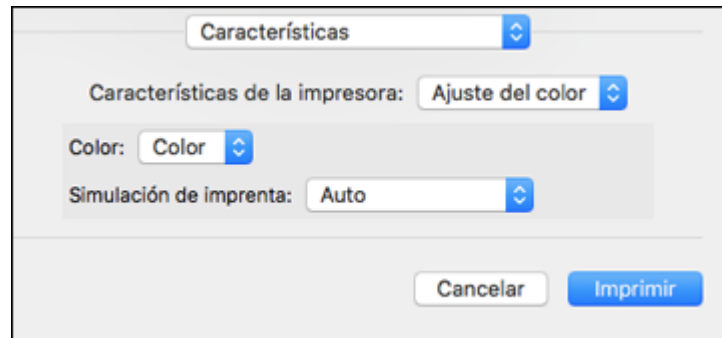 Características
Características de la impresora: Ajuste del color
Color: Color
Simulación de imprenta: Auto
Cancelar Imprimir